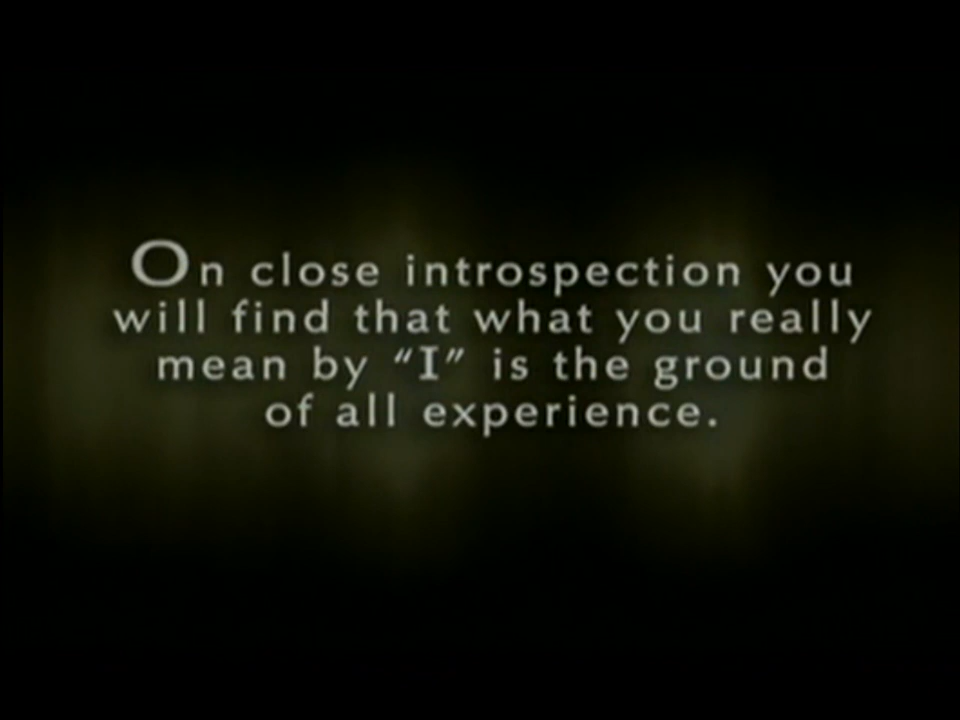 On close introspection you
will find that what you really
mean by “I” is the ground
of all experience.